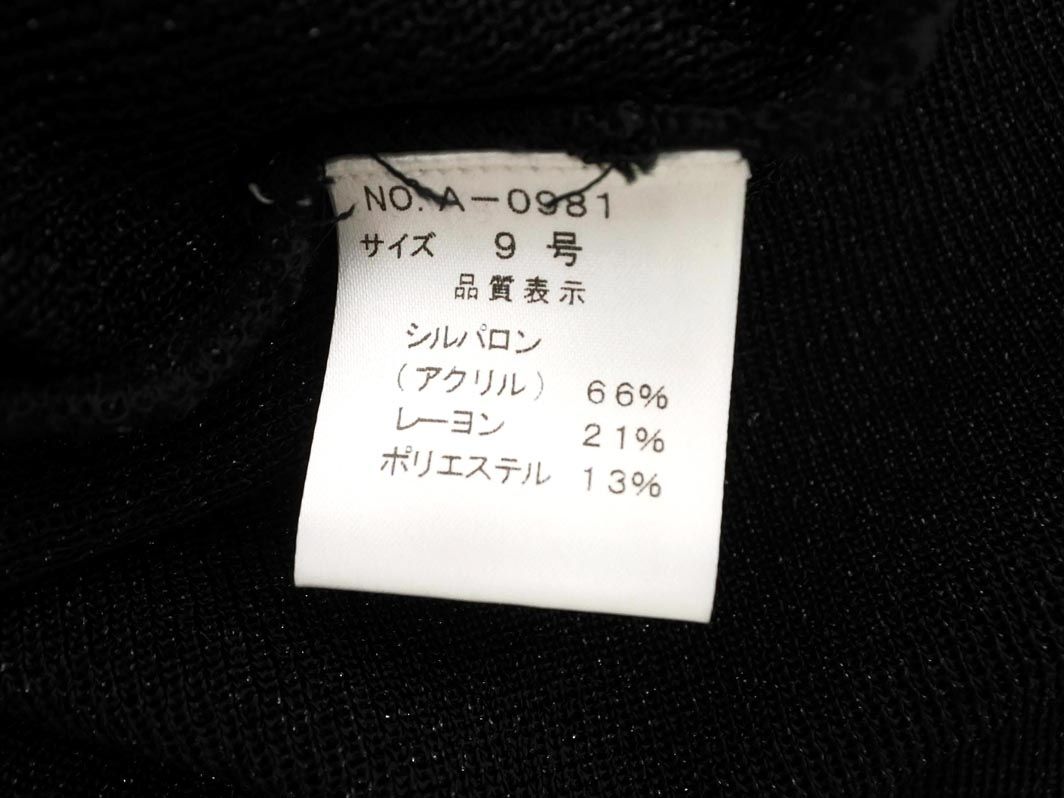 NO. A-0981
サイズ 9 号
品質表示
シルパロン
(アクリル) 66%
レーヨン 21%
ポリエステル 13%